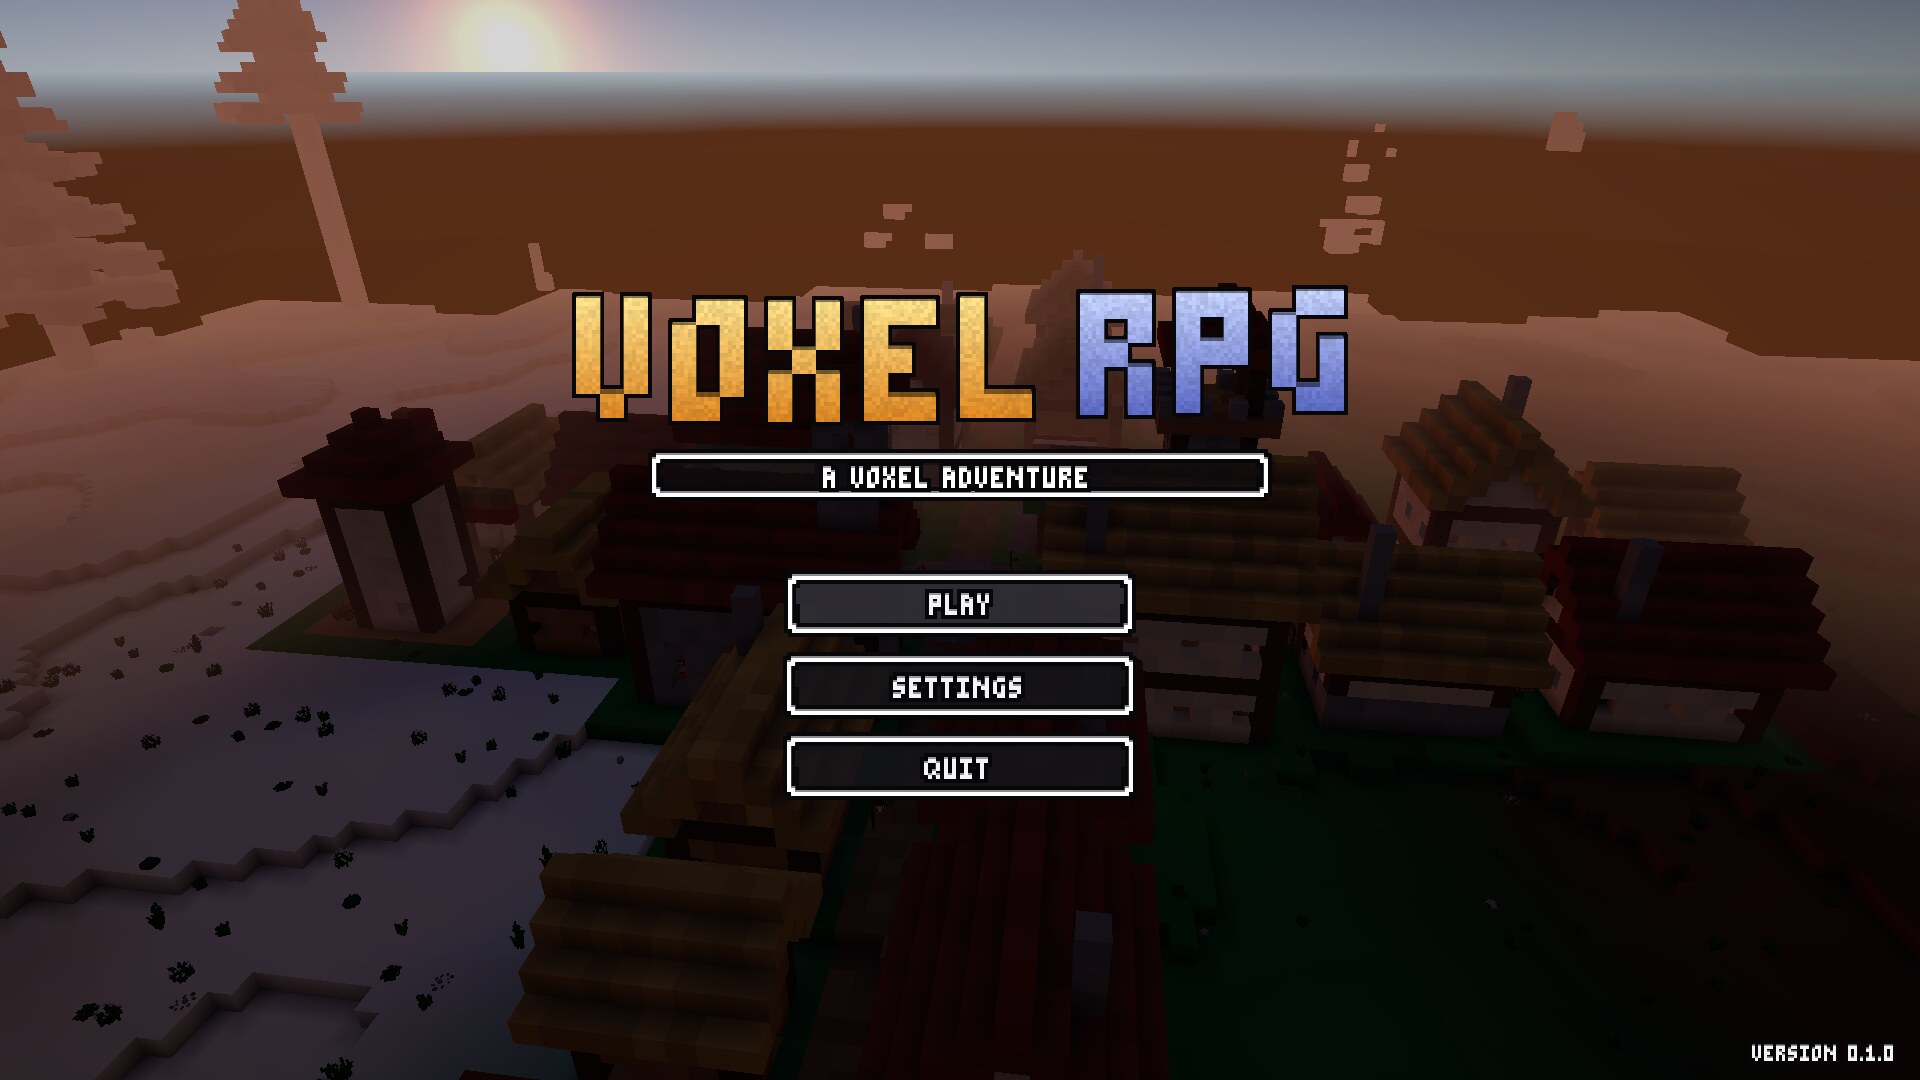 VOXEL RPG
A VOXEL ADVENTURE
PLAY
SETTINGS
QUIT
VERSION 0.1.0